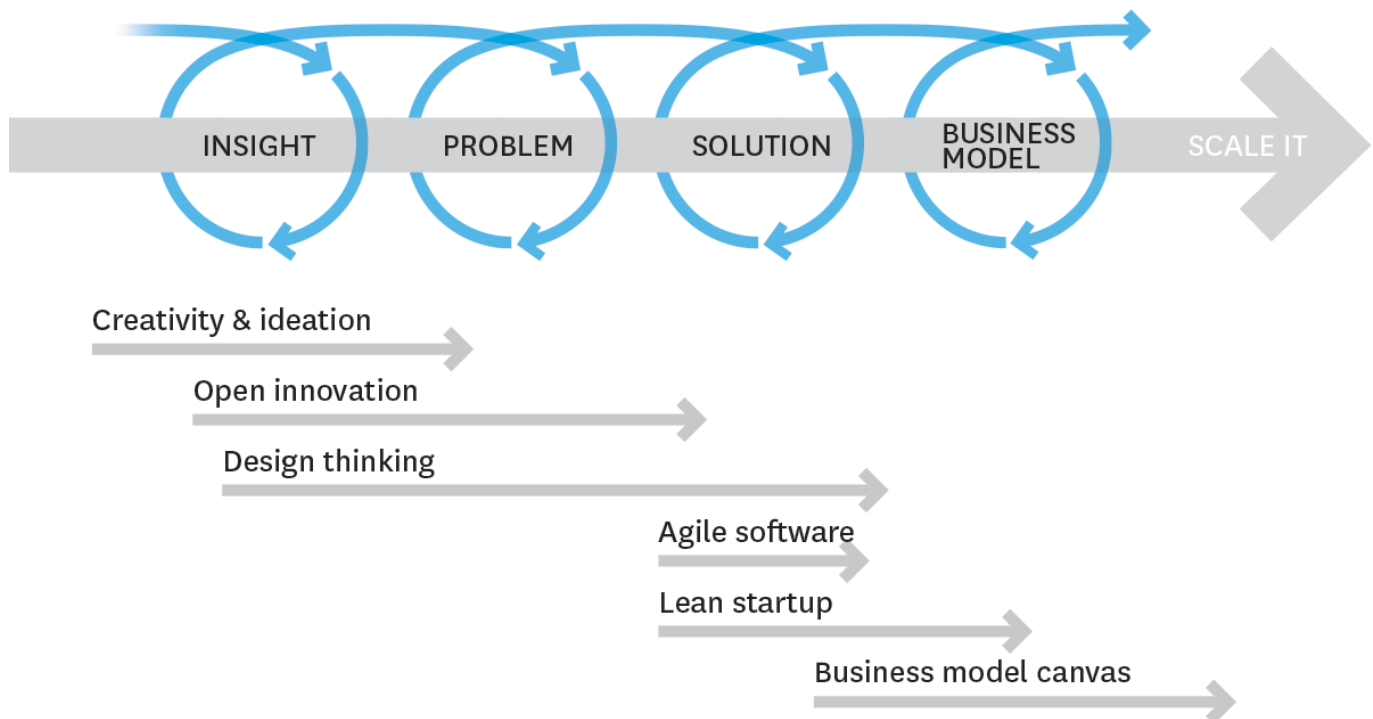 INSIGHT
PROBLEM
SOLUTION
BUSINESS
MODEL
SCALE IT
Creativity & ideation
Open innovation
Design thinking
Agile software
Lean startup
Business model canvas